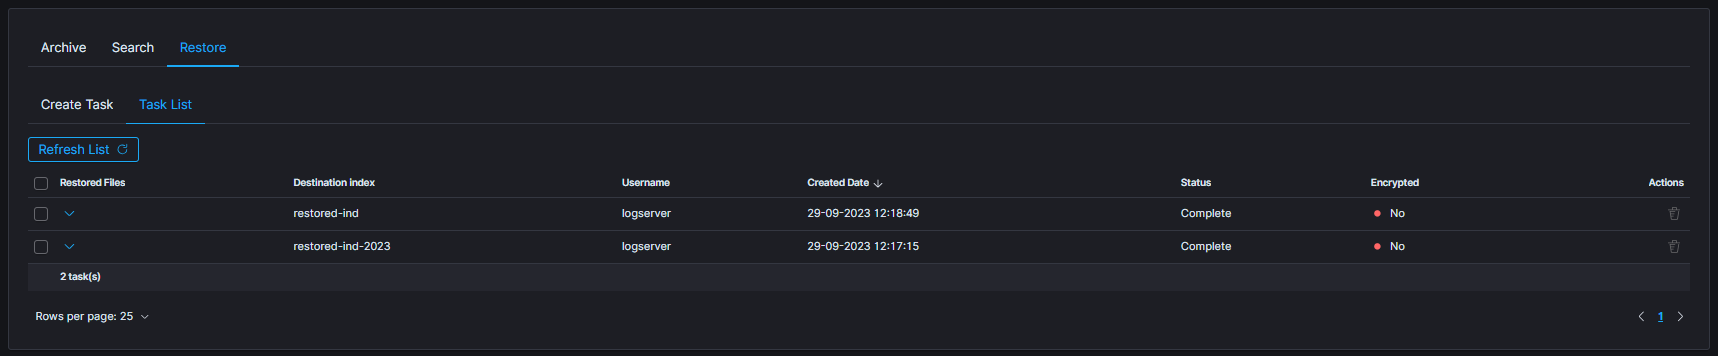 Archive Search Restore
Create Task Task List
Refresh List
Restored Files Destination index Username Created Date Status Encrypted Actions
restored-ind logserver 29-09-2023 12:18:49 Complete No
restored-ind-2023 logserver 29-09-2023 12:17:15 Complete No
2 task(s)
Rows per page: 25 1